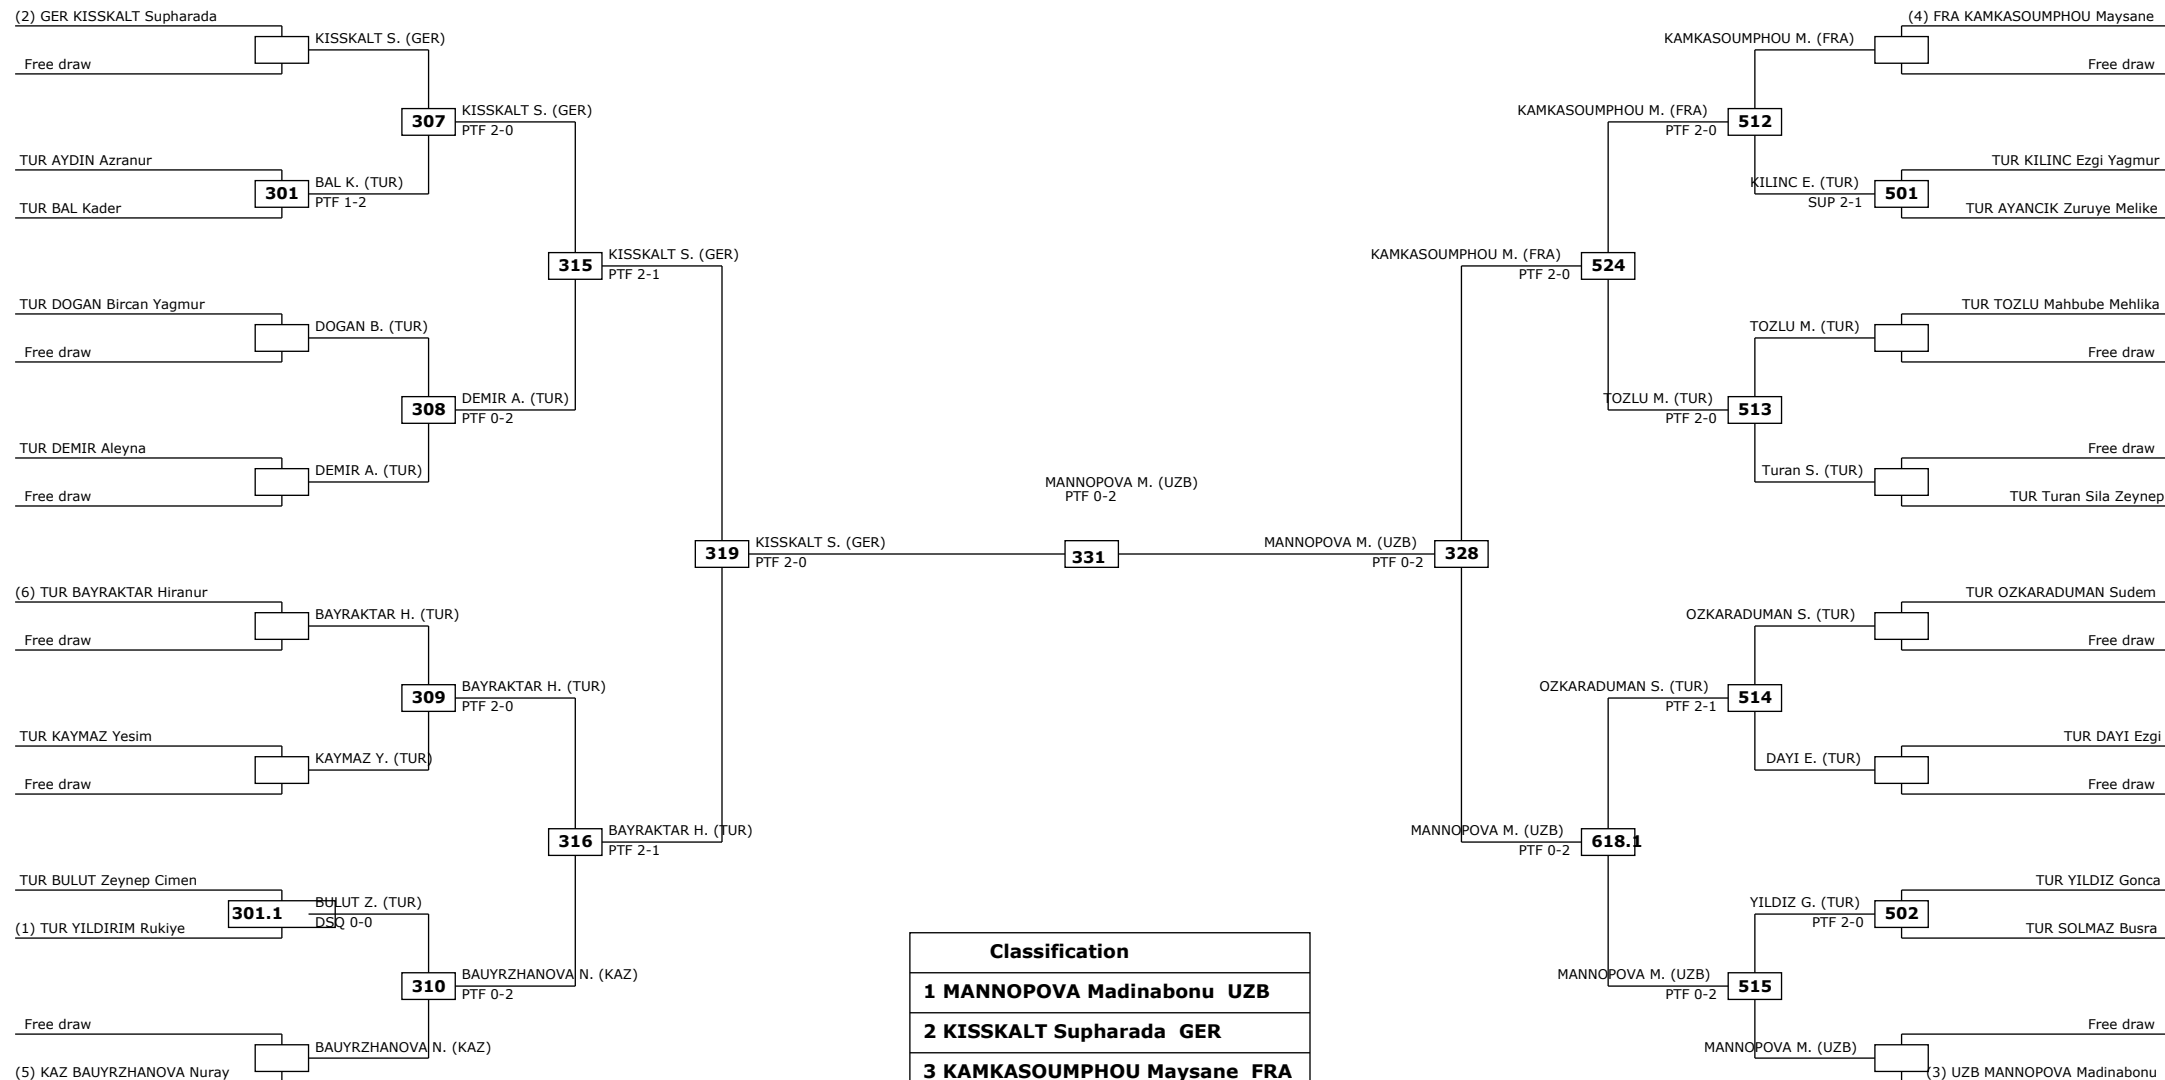 (2) GER KISSKALT Supharada
Free draw
KISSKALT S. (GER)
307
KISSKALT S. (GER)
PTF 2-0
TUR AYDIN Azranur
301
BAL K. (TUR)
PTF 1-2
TUR BAL Kader
315
KISSKALT S. (GER)
PTF 2-1
TUR DOGAN Bircan Yagmur
DOGAN B. (TUR)
Free draw
308
DEMIR A. (TUR)
PTF 0-2
TUR DEMIR Aleyna
DEMIR A. (TUR)
Free draw
319
KISSKALT S. (GER)
PTF 2-0
(6) TUR BAYRAKTAR Hiranur
BAYRAKTAR H. (TUR)
Free draw
309
BAYRAKTAR H. (TUR)
PTF 2-0
TUR KAYMAZ Yesim
KAYMAZ Y. (TUR)
Free draw
316
BAYRAKTAR H. (TUR)
PTF 2-1
TUR BULUT Zeynep Cimen
301.1
BULUT Z. (TUR)
DSQ 0-0
(1) TUR YILDIRIM Rukiye
310
BAUYRZHANOVA N. (KAZ)
PTF 0-2
Free draw
BAUYRZHANOVA N. (KAZ)
(5) KAZ BAUYRZHANOVA Nuray
MANNOPOVA M. (UZB)
PTF 0-2
331
(4) FRA KAMKASOUMPHOU Maysane
KAMKASOUMPHOU M. (FRA)
Free draw
KAMKASOUMPHOU M. (FRA)
PTF 2-0
512
TUR KILINC Ezgi Yagmur
KILINC E. (TUR)
SUP 2-1
501
TUR AYANCIK Zuruye Melike
KAMKASOUMPHOU M. (FRA)
PTF 2-0
524
TUR TOZLU Mahbube Mehlika
TOZLU M. (TUR)
Free draw
TOZLU M. (TUR)
PTF 2-0
513
Free draw
Turan S. (TUR)
TUR Turan Sila Zeynep
MANNOPOVA M. (UZB)
PTF 0-2
328
TUR OZKARADUMAN Sudem
OZKARADUMAN S. (TUR)
Free draw
OZKARADUMAN S. (TUR)
PTF 2-1
514
TUR DAYI Ezgi
DAYI E. (TUR)
Free draw
MANNOPOVA M. (UZB)
PTF 0-2
618.1
TUR YILDIZ Gonca
YILDIZ G. (TUR)
PTF 2-0
502
TUR SOLMAZ Busra
MANNOPOVA M. (UZB)
PTF 0-2
515
Free draw
MANNOPOVA M. (UZB)
(3) UZB MANNOPOVA Madinabonu
Classification
1 MANNOPOVA Madinabonu UZB
2 KISSKALT Supharada GER
3 KAMKASOUMPHOU Maysane FRA